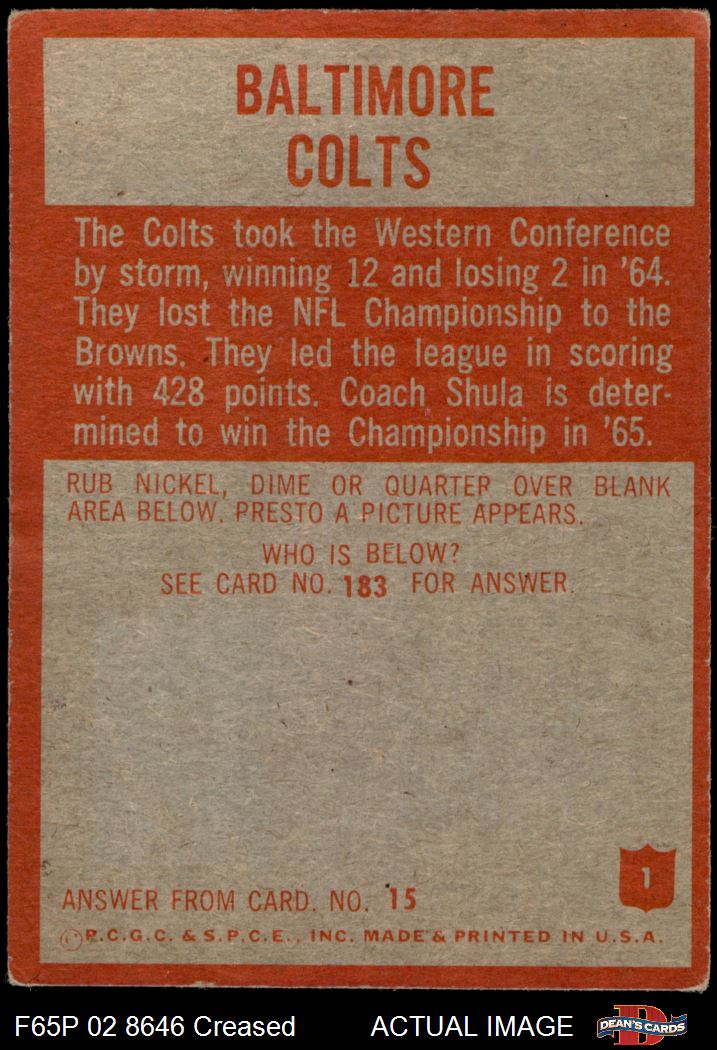 BALTIMORE
COLTS
The Colts took the Western Conference
by storm, winning 12 and losing 2 in '64.
They lost the NFL Championship to the
Browns. They led the league in scoring
with 428 points. Coach Shula is deter-
mined to win the Championship in '65.
RUB NICKEL, DIME OR QUARTER OVER BLANK
AREA BELOW. PRESTO A PICTURE APPEARS.
WHO IS BELOW?
SEE CARD NO. 183 FOR ANSWER.
1
ANSWER FROM CARD. NO. 15
©P.C.G.C. & S.P.C.E., INC. MADE & PRINTED IN U.S.A.
F65P 02 8646 Creased ACTUAL IMAGE
D
DEAN'S CARDS